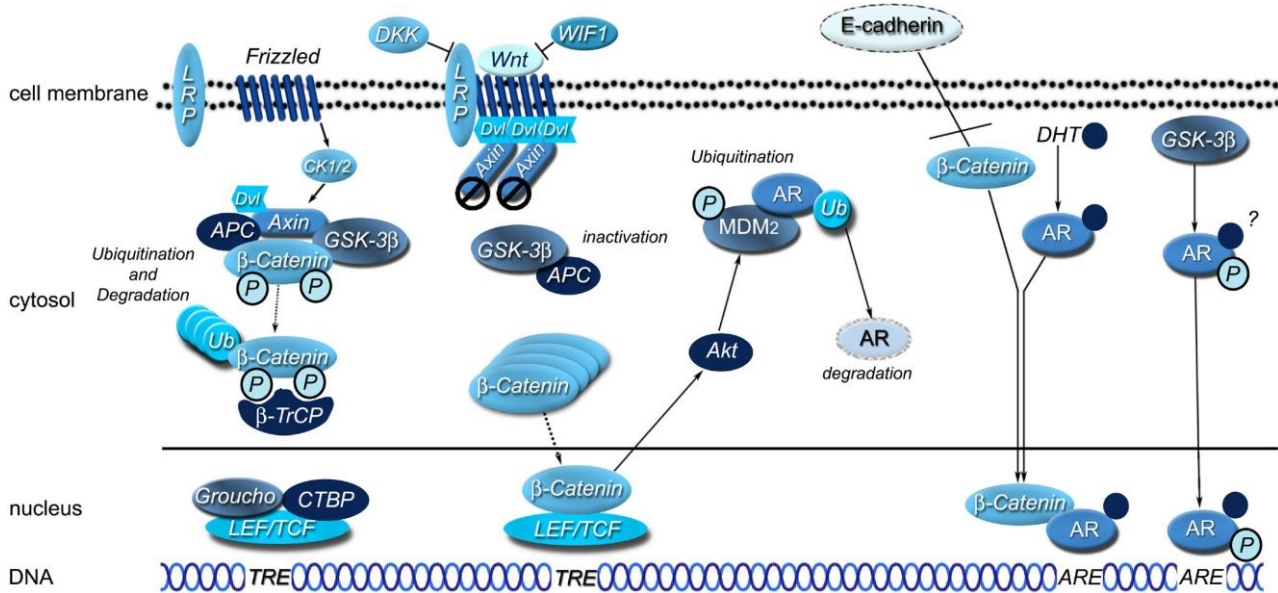 cell membrane
cytosol
nucleus
DNA
LRP
Frizzled
CK1/2
Dvl
APC
Axin
GSK-3β
β-Catenin
P
P
Ubiquitination
and
Degradation
Ub
β-Catenin
P
P
β-TrCP
Groucho
CTBP
LEF/TCF
TRE
DKK
WIF1
LRP
Wnt
Dvl
Dvl
Dvl
Axin
Axin
GSK-3β
APC
inactivation
β-Catenin
β-Catenin
LEF/TCF
TRE
Akt
Ubiquitination
P
MDM2
AR
Ub
AR
degradation
E-cadherin
β-Catenin
DHT
AR
β-Catenin
AR
ARE
GSK-3β
AR
?
P
AR
P
ARE